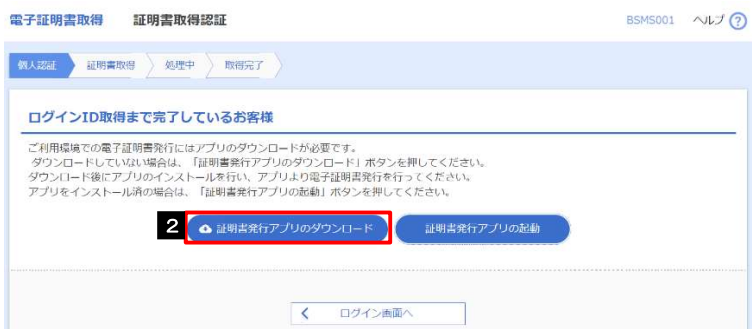 電子証明書取得 証明書取得認証 BSMS001 ヘルプ ?
個人認証 証明書取得 処理中 取得完了
ログインID取得まで完了しているお客様
ご利用環境での電子証明書発行にはアプリのダウンロードが必要です。
ダウンロードしていない場合は、「証明書発行アプリのダウンロード」ボタンを押してください。
ダウンロード後にアプリのインストールを行い、アプリより電子証明書発行を行ってください。
アプリをインストール済の場合は、「証明書発行アプリの起動」ボタンを押してください。
2 証明書発行アプリのダウンロード 証明書発行アプリの起動
ログイン画面へ